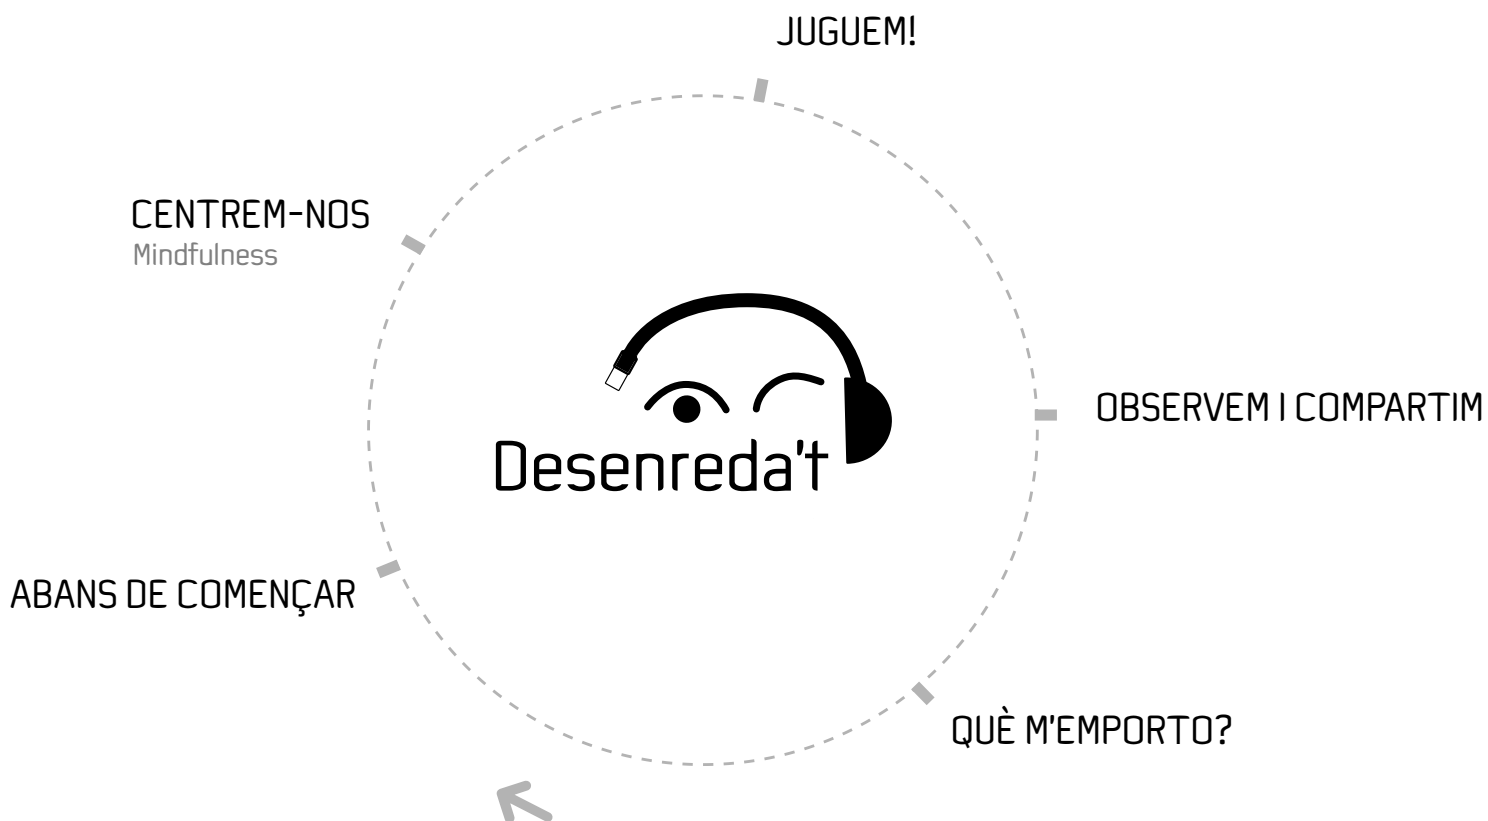 JUGUEM!
CENTREM-NOS
Mindfulness
OBSERVEM I COMPARTIM
Desenreda't
ABANS DE COMENÇAR
QUÈ M'EMPORTO?